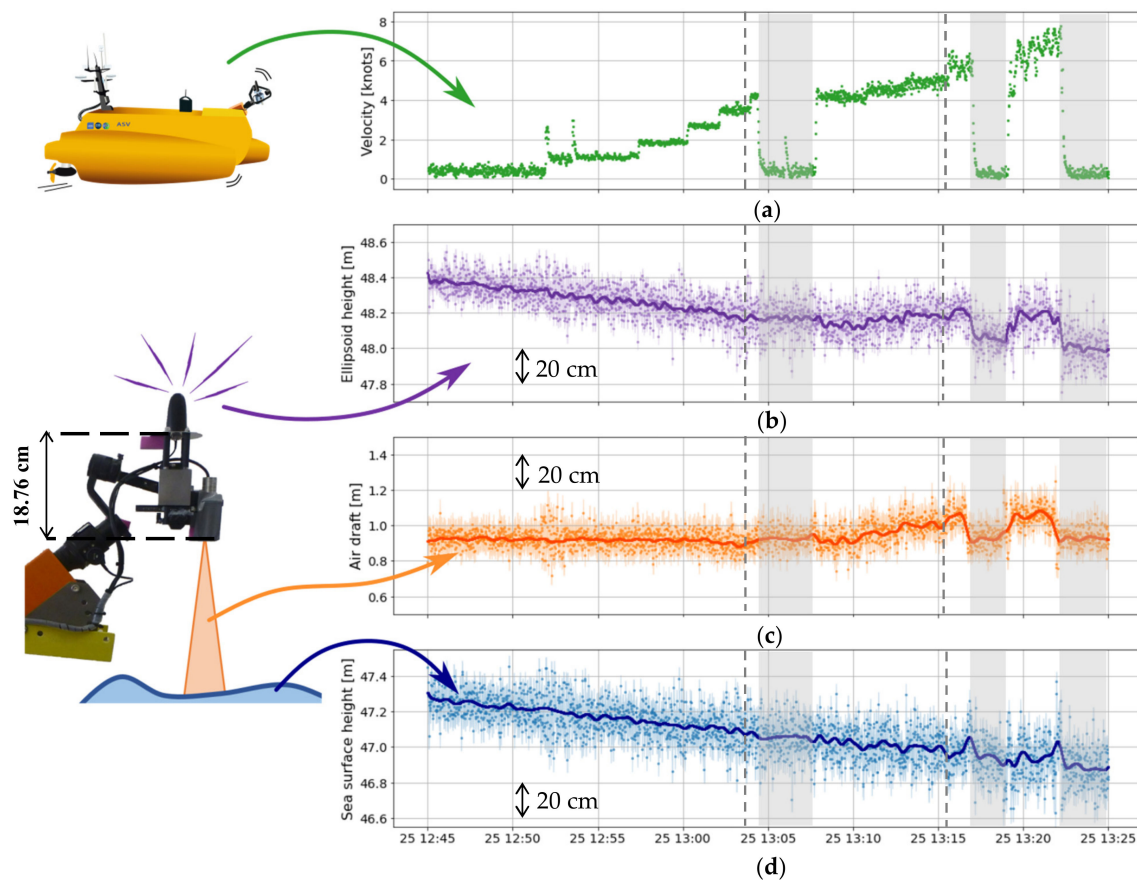 ASV
8
6
4
2
0
Velocity [knots]
(a)
48.6
48.4
48.2
48.0
47.8
Ellipsoid height [m]
20 cm
(b)
18.76 cm
1.4
1.2
1.0
0.8
0.6
Air draft [m]
20 cm
(c)
47.4
47.2
47.0
46.8
46.6
Sea surface height [m]
20 cm
25 12:45 25 12:50 25 12:55 25 13:00 25 13:05 25 13:10 25 13:15 25 13:20 25 13:25
(d)